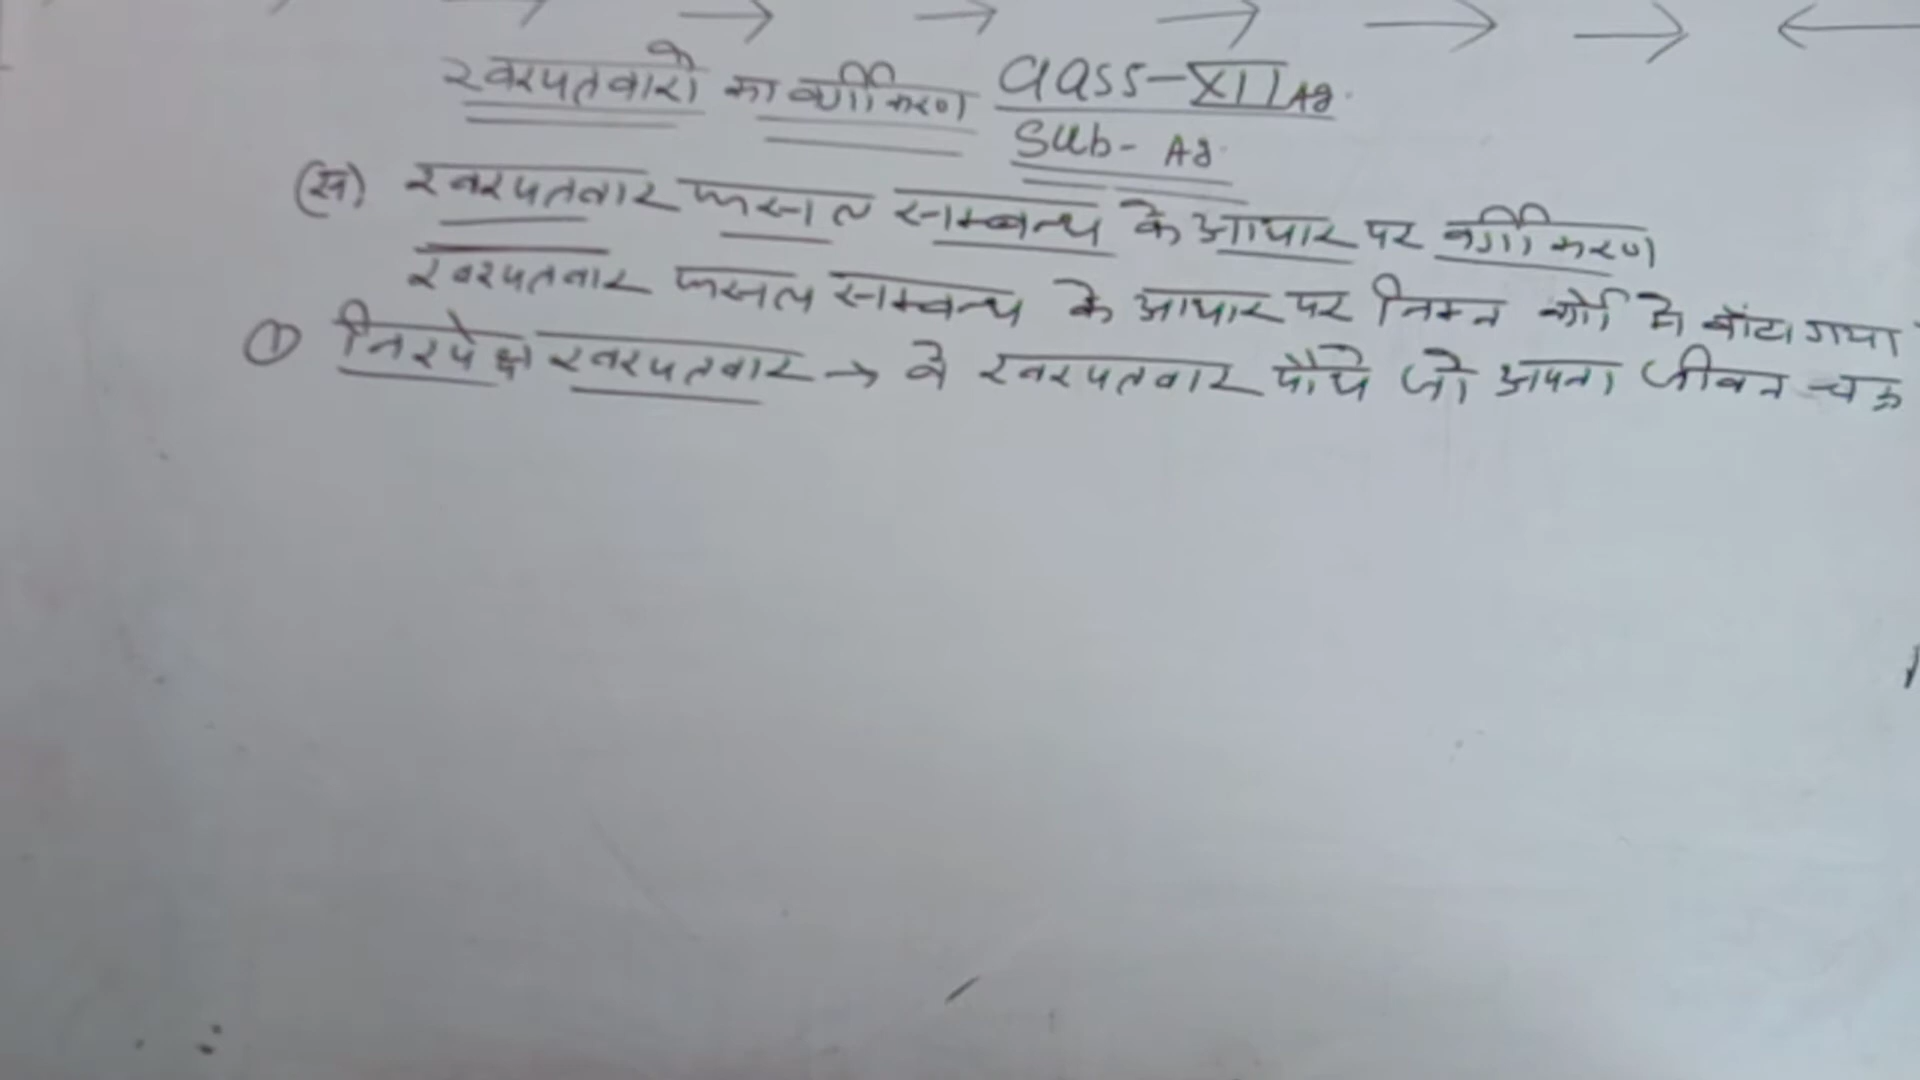 खरपतवारो का वर्गीकरण Class-XII Ag.
Sub- Ag.
(स) खरपतवार फसल सम्बन्ध के आधार पर वर्गीकरण
खरपतवार फसल सम्बन्ध के आधार पर निम्न वर्गो मे बाँटा गया
① निरपेक्ष खरपतवार → वे खरपतवार पौधे जो अपना जीवन चक्र